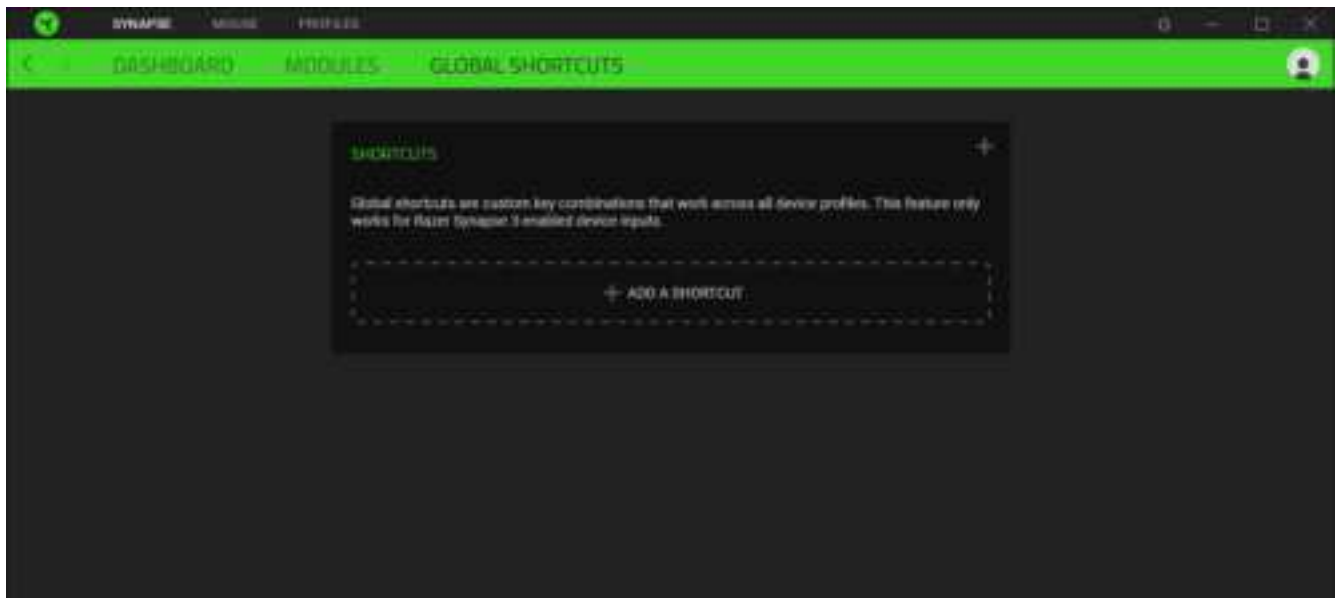 SYNAPSE MOUSE PROFILES
DASHBOARD MODULES GLOBAL SHORTCUTS
SHORTCUTS
Global shortcuts are custom key combinations that work across all device profiles. This feature only
works for Razer Synapse 3 enabled device inputs.
ADD A SHORTCUT